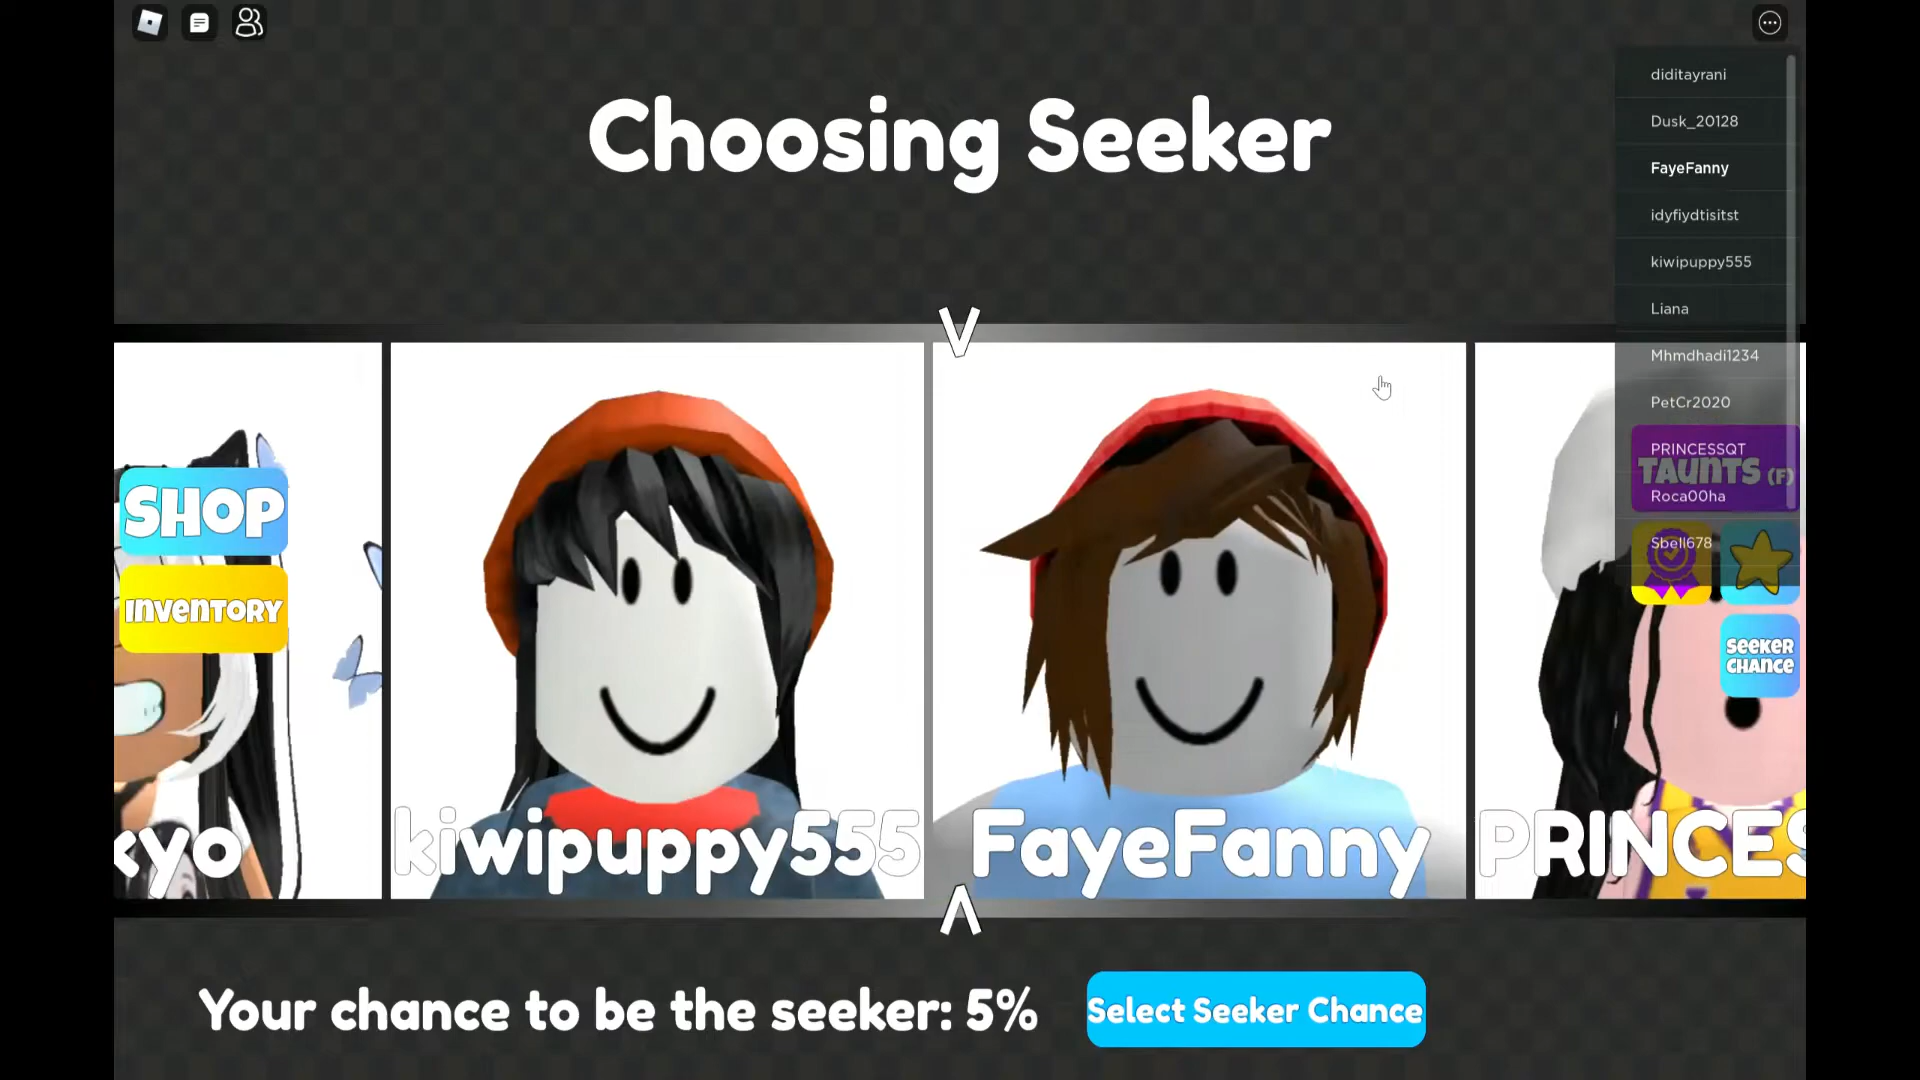 Choosing Seeker
diditayrani
Dusk_20128
FayeFanny
idyfiydtisitst
kiwipuppy555
Liana
Mhmdhadi1234
PetCr2020
PRINCESSQT
TAUNTS (F)
Roca00ha
Sbell678
SHOP
INVENTORY
SEEKER
CHANCE
kyo
kiwipuppy555
FayeFanny
PRINCES
Your chance to be the seeker: 5%
Select Seeker Chance